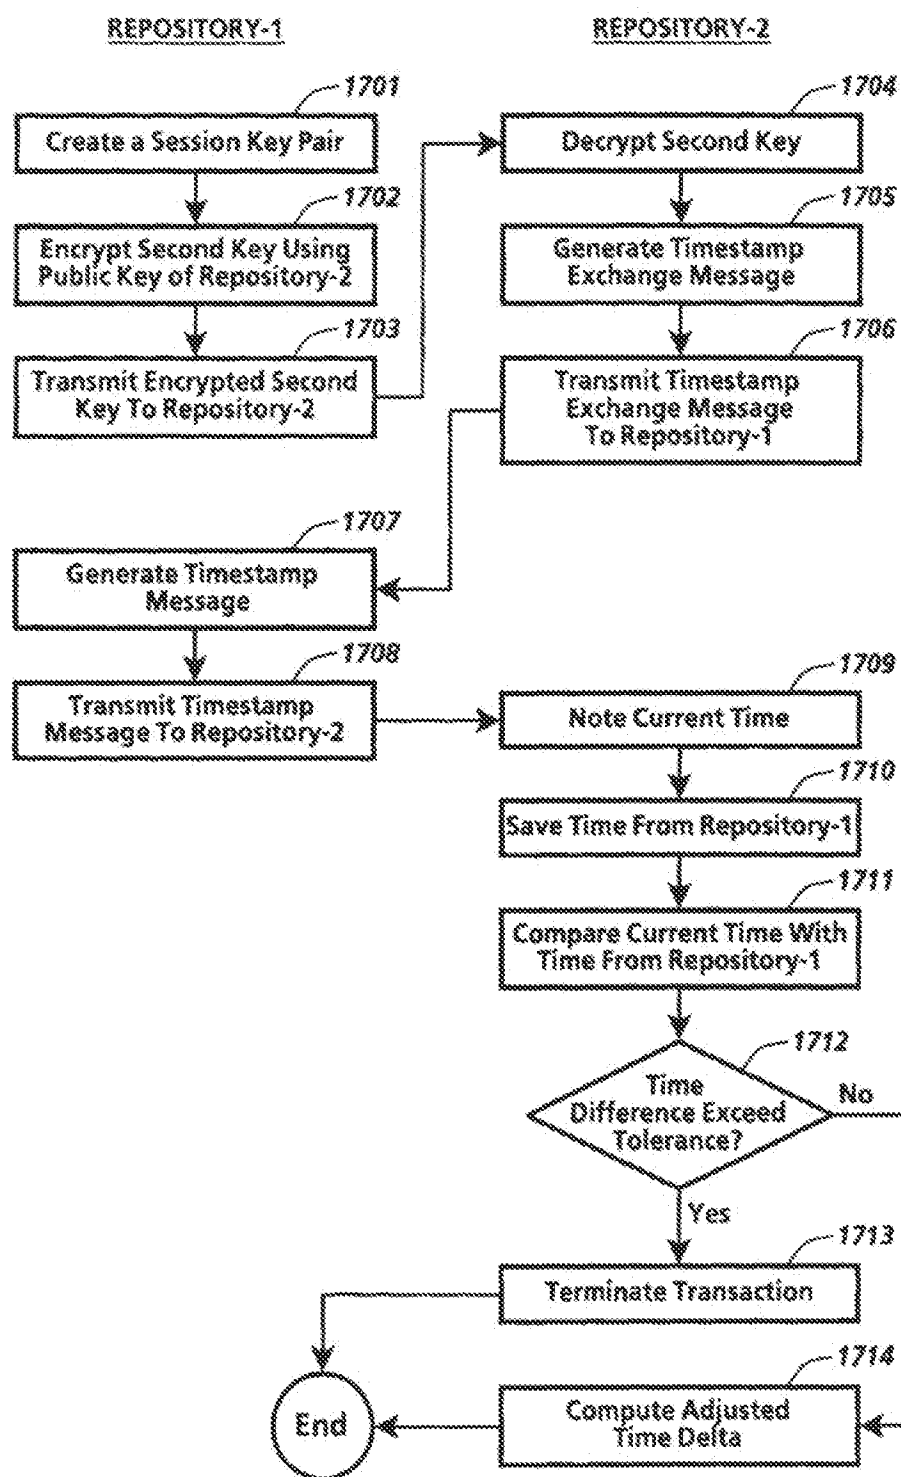 REPOSITORY-1
REPOSITORY-2
1701
Create a Session Key Pair
1702
Encrypt Second Key Using
Public Key of Repository-2
1703
Transmit Encrypted Second
Key To Repository-2
1704
Decrypt Second Key
1705
Generate Timestamp
Exchange Message
1706
Transmit Timestamp
Exchange Message
To Repository-1
1707
Generate Timestamp
Message
1708
Transmit Timestamp
Message To Repository-2
1709
Note Current Time
1710
Save Time From Repository-1
1711
Compare Current Time With
Time From Repository-1
1712
Time
Difference Exceed
Tolerance?
No
Yes
1713
Terminate Transaction
1714
Compute Adjusted
Time Delta
End